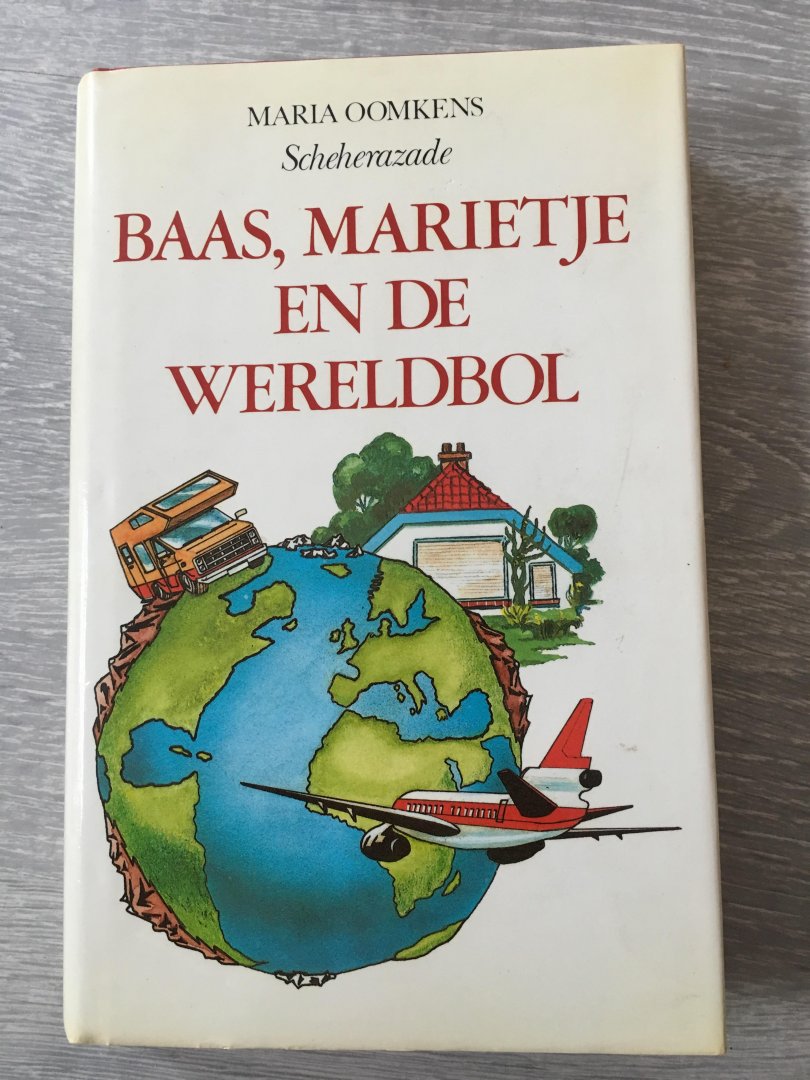 MARIA OOMKENS
Scheherazade
BAAS, MARIETJE
EN DE
WERELDBOL